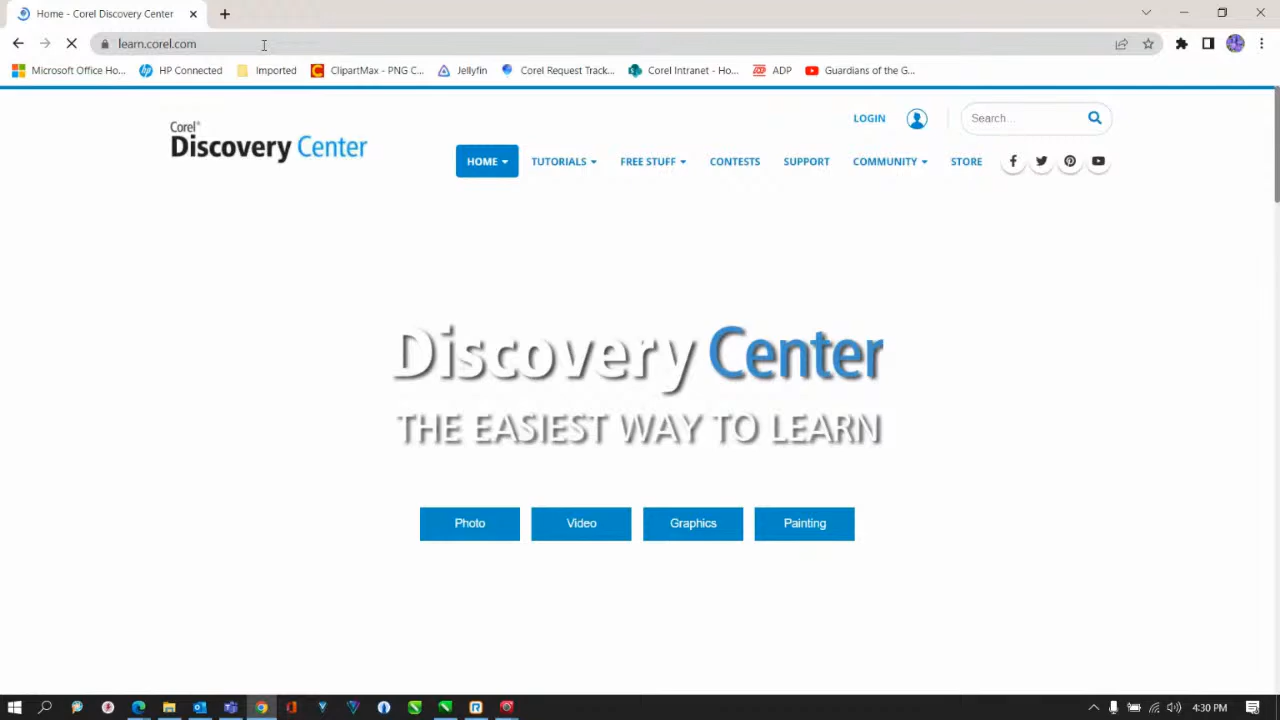 Home - Corel Discovery Center
learn.corel.com
Microsoft Office Ho... HP Connected Imported ClipartMax - PNG C... Jellyfin Corel Request Track... Corel Intranet - Ho... ADP Guardians of the G...
LOGIN Search...
Corel®
Discovery Center
HOME TUTORIALS FREE STUFF CONTESTS SUPPORT COMMUNITY STORE
Discovery Center
THE EASIEST WAY TO LEARN
Photo Video Graphics Painting
4:30 PM